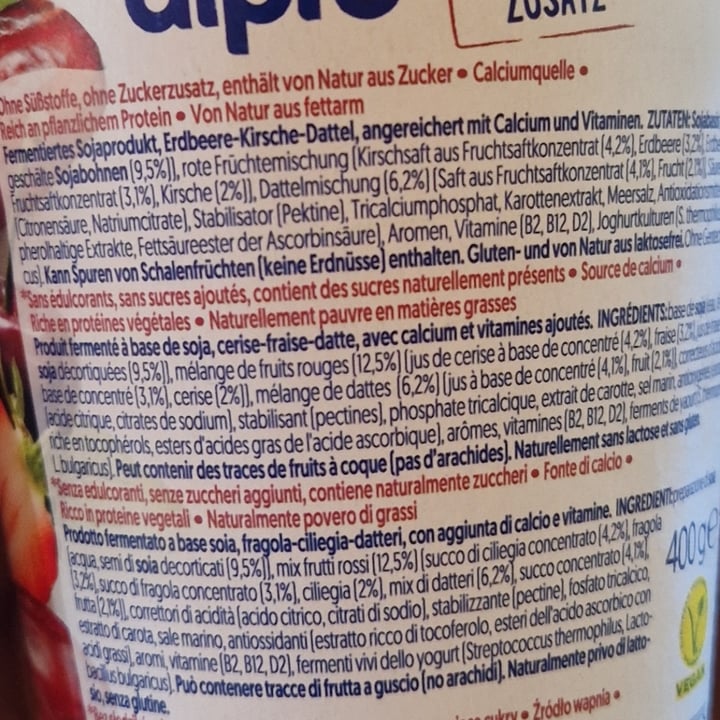 alpro
ZUSATZ
Ohne Süßstoffe, ohne Zuckerzusatz, enthält von Natur aus Zucker • Calciumquelle •
Reich an pflanzlichem Protein • Von Natur aus fettarm
Fermentiertes Sojaprodukt, Erdbeere-Kirsche-Dattel, angereichert mit Calcium und Vitaminen. ZUTATEN:
geschälte Sojabohnen (9,5%)), rote Früchtemischung (Kirschsaft aus Fruchtsaftkonzentrat (4,2%), Erdbeere (3,2%),
Fruchtsaftkonzentrat (3,1%), Kirsche (2%)), Dattelmischung (6,2%) (Saft aus Fruchtsaftkonzentrat (4,1%), Frucht (2,1%)),
(Citronensäure, Natriumcitrate), Stabilisator (Pektine), Tricalciumphosphat, Karottenextrakt, Meersalz,
pherolhaltige Extrakte, Fettsäureester der Ascorbinsäure), Aromen, Vitamine (B2, B12, D2), Joghurtkulturen (S.
cus). Kann Spuren von Schalenfrüchten (keine Erdnüsse) enthalten. Gluten- und von Natur aus laktosefrei.
*Sans édulcorants, sans sucres ajoutés, contient des sucres naturellement présents • Source de calcium •
Riche en protéines végétales • Naturellement pauvre en matières grasses
Produit fermenté à base de soja, cerise-fraise-datte, avec calcium et vitamines ajoutés. INGRÉDIENTS: base de soja
soja décortiquées (9,5%)), mélange de fruits rouges (12,5%) (jus de cerise à base de concentré (4,2%), fraise (3,2%),
base de concentré (3,1%), cerise (2%)), mélange de dattes (6,2%) (jus à base de concentré (4,1%), fruit (2,1%)),
(acide citrique, citrates de sodium), stabilisant (pectines), phosphate tricalcique, extrait de carotte, sel marin,
riche en tocophérols, esters d'acides gras de l'acide ascorbique), arômes, vitamines (B2, B12, D2), ferments de
L. bulgaricus). Peut contenir des traces de fruits à coque (pas d'arachides). Naturellement sans lactose et sans gluten.
*Senza edulcoranti, senza zuccheri aggiunti, contiene naturalmente zuccheri • Fonte di calcio •
Ricco in proteine vegetali • Naturalmente povero di grassi
Prodotto fermentato a base soia, fragola-ciliegia-datteri, con aggiunta di calcio e vitamine. INGREDIENTI:
(acqua, semi di soia decorticati (9,5%)), mix frutti rossi (12,5%) (succo di ciliegia concentrato (4,2%), fragola
(3,2%), succo di fragola concentrato (3,1%), ciliegia (2%), mix di datteri (6,2%), succo concentrato (4,1%),
frutta (2,1%)), correttori di acidità (acido citrico, citrati di sodio), stabilizzante (pectine), fosfato tricalcico,
estratto di carota, sale marino, antiossidanti (estratto ricco di tocoferolo, esteri dell'acido ascorbico con
acidi grassi), aromi, vitamine (B2, B12, D2), fermenti vivi dello yogurt (Streptococcus thermophilus, Lacto-
bacillus bulgaricus). Può contenere tracce di frutta a guscio (no arachidi). Naturalmente privo di latto-
sio, senza glutine.
cukry • Źródło wapnia •
400g e
V
VEGAN